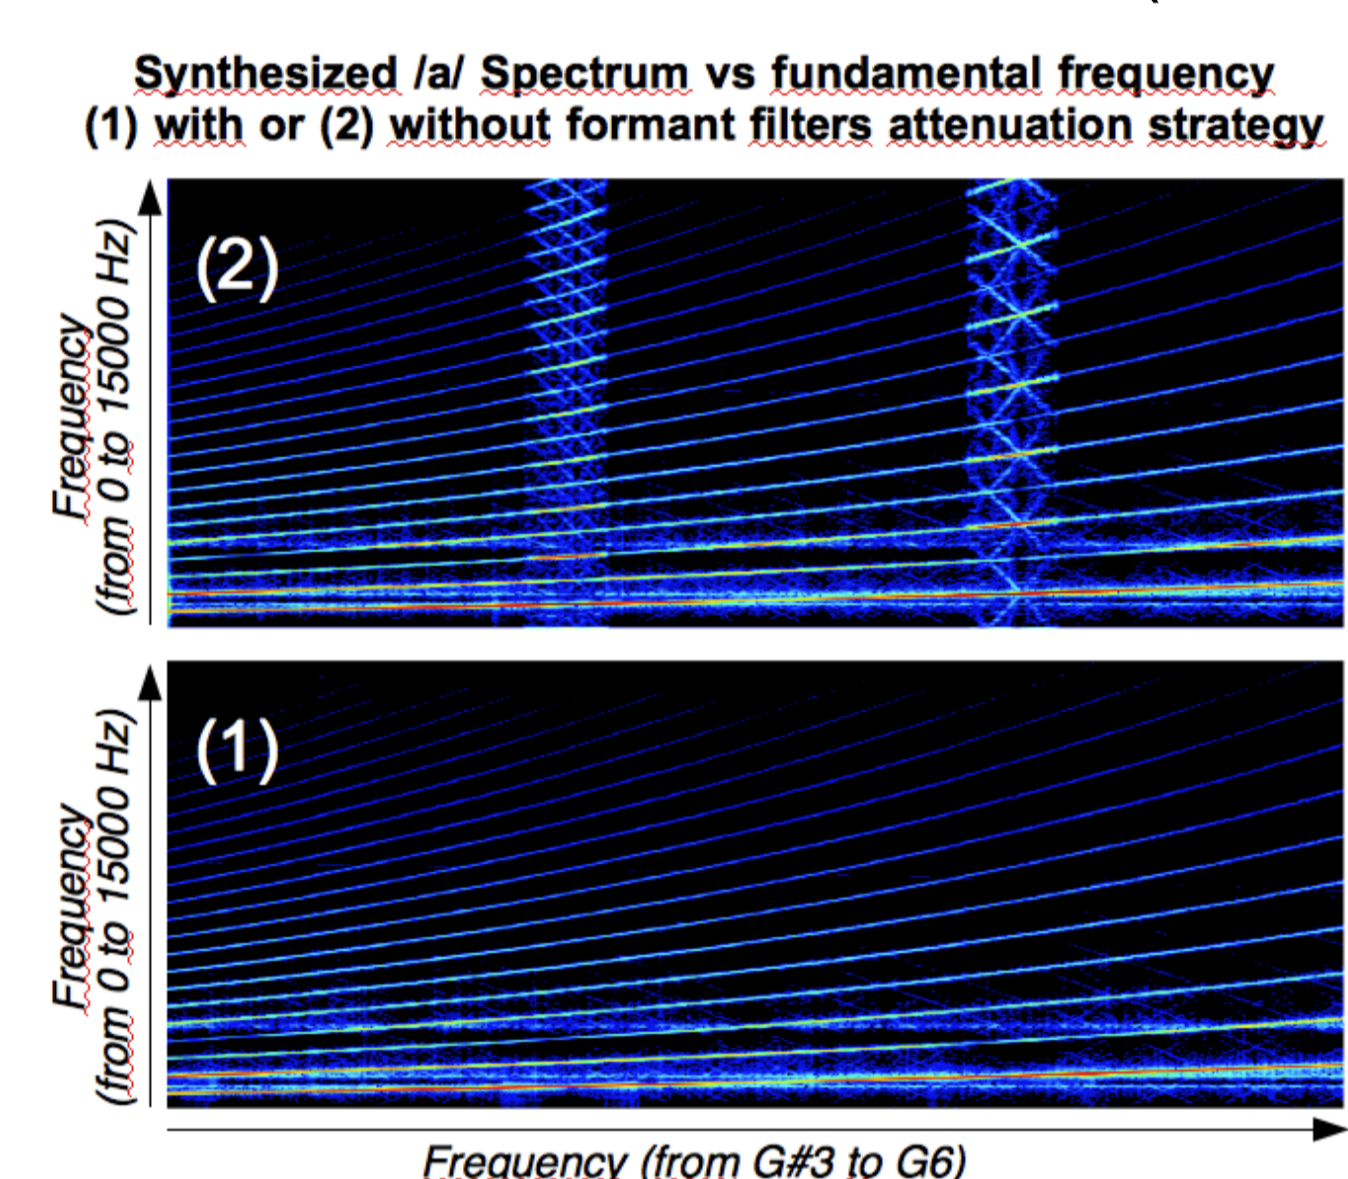 Synthesized /a/ Spectrum vs fundamental frequency
(1) with or (2) without formant filters attenuation strategy
Frequency
(from 0 to 15000 Hz)
(2)
Frequency
(from 0 to 15000 Hz)
(1)
Frequency (from G#3 to G6)